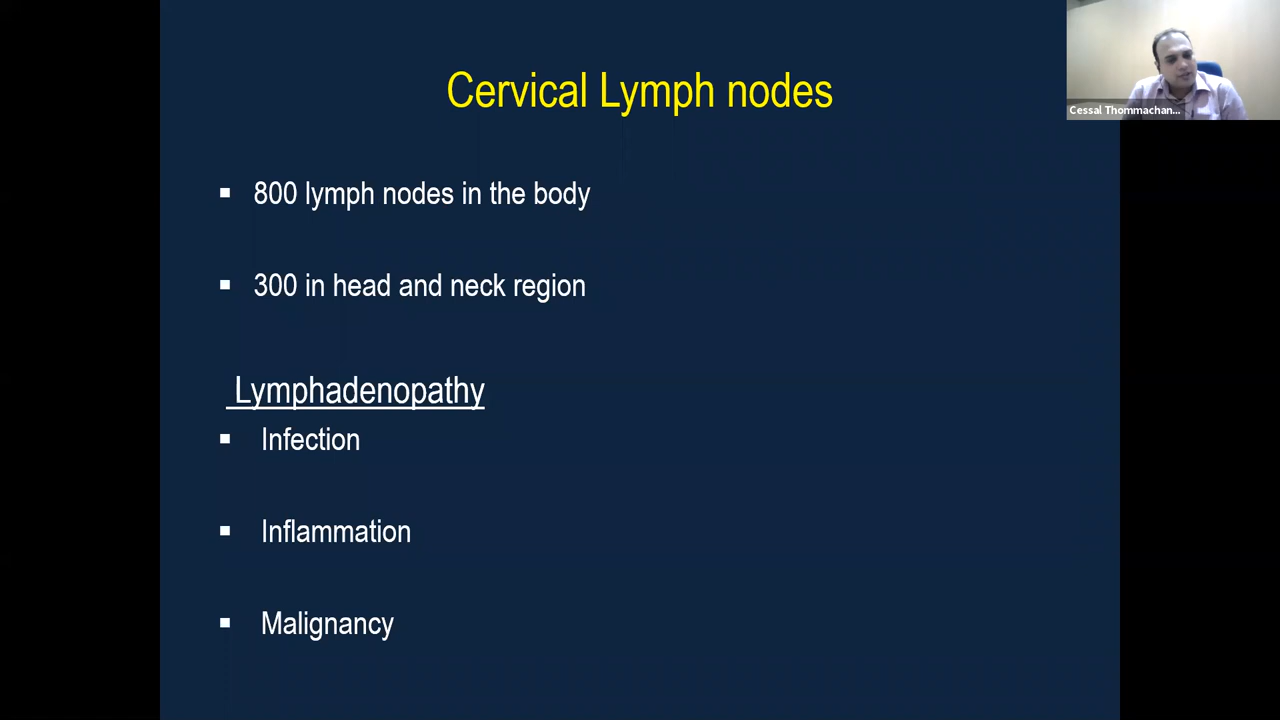 Cervical Lymph nodes
Cessal Thommachan...
▪ 800 lymph nodes in the body
▪ 300 in head and neck region
Lymphadenopathy
▪ Infection
▪ Inflammation
▪ Malignancy